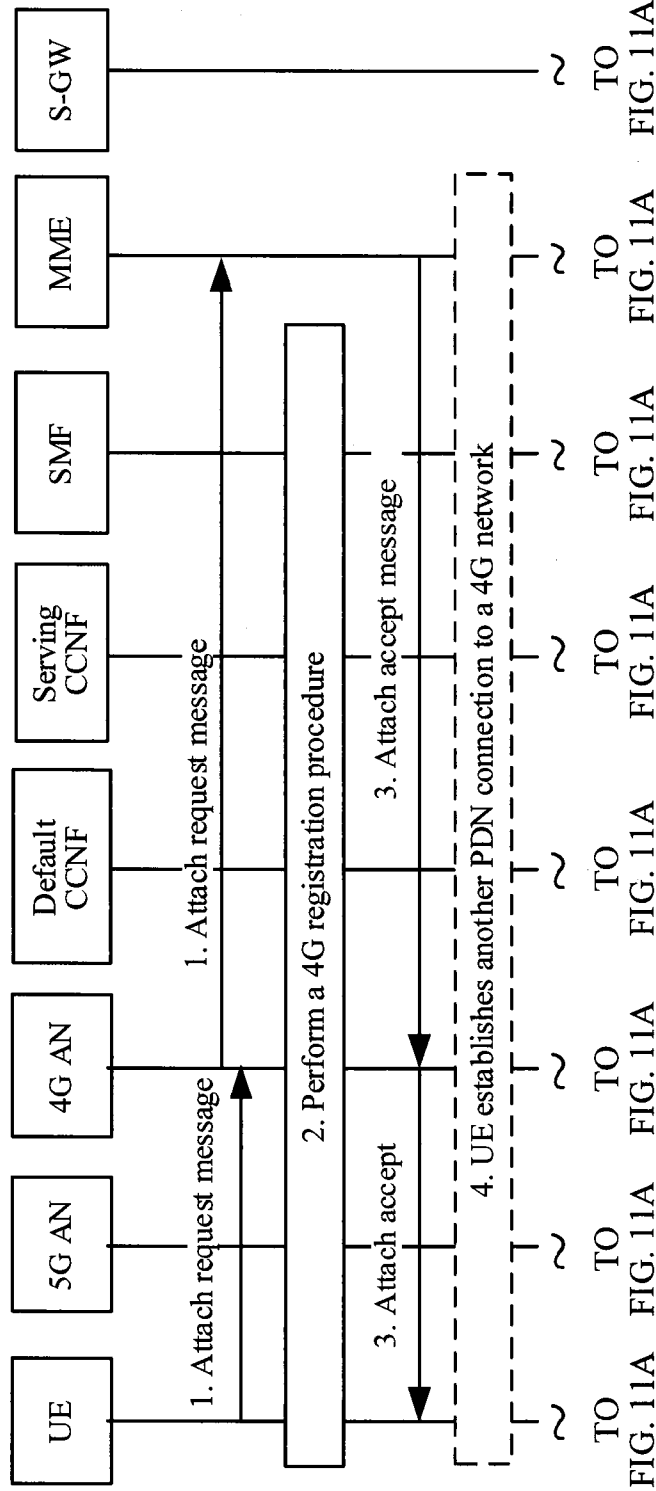 UE
5G AN
4G AN
Default
CCNF
Serving
CCNF
SMF
MME
S-GW
1. Attach request message
1. Attach request message
2. Perform a 4G registration procedure
3. Attach accept
3. Attach accept message
4. UE establishes another PDN connection to a 4G network
TO
FIG. 11A
TO
FIG. 11A
TO
FIG. 11A
TO
FIG. 11A
TO
FIG. 11A
TO
FIG. 11A
TO
FIG. 11A
TO
FIG. 11A